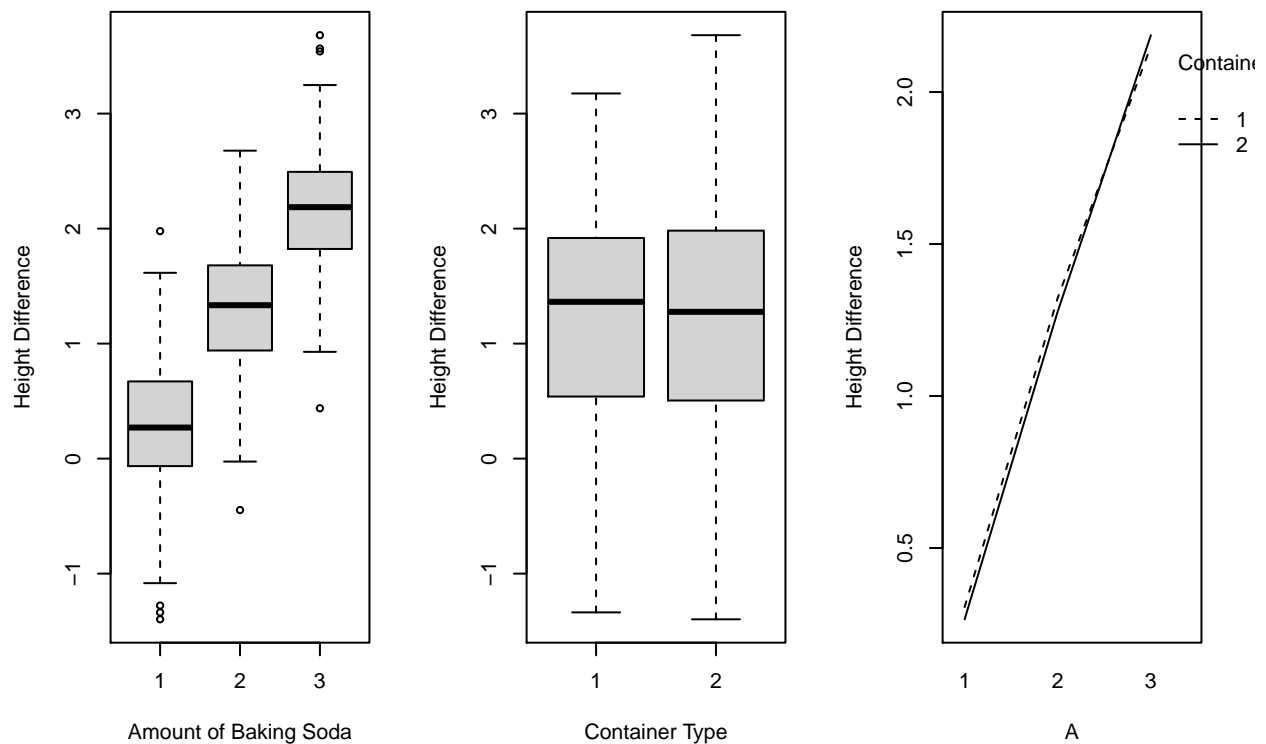 Height Difference
3
2
1
0
−1
1 2 3
Amount of Baking Soda
Height Difference
3
2
1
0
−1
1 2
Container Type
Height Difference
2.0
1.5
1.0
0.5
1 2 3
A
Containe
1
2